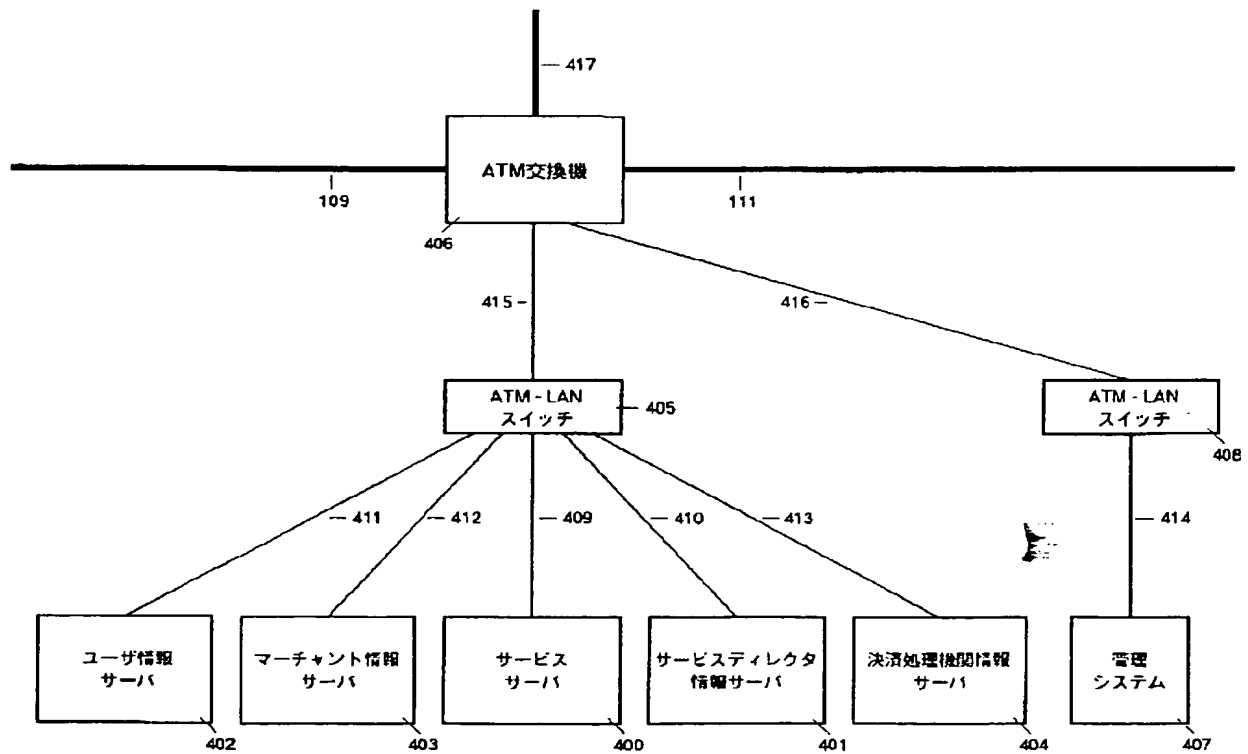 417
ATM交換機
109
111
406
415
416
ATM - LAN
スイッチ
405
ATM - LAN
スイッチ
408
411
412
409
410
413
414
ユーザ情報
サーバ
402
マーチャント情報
サーバ
403
サービス
サーバ
400
サービスディレクタ
情報サーバ
401
決済処理機関情報
サーバ
404
管理
システム
407